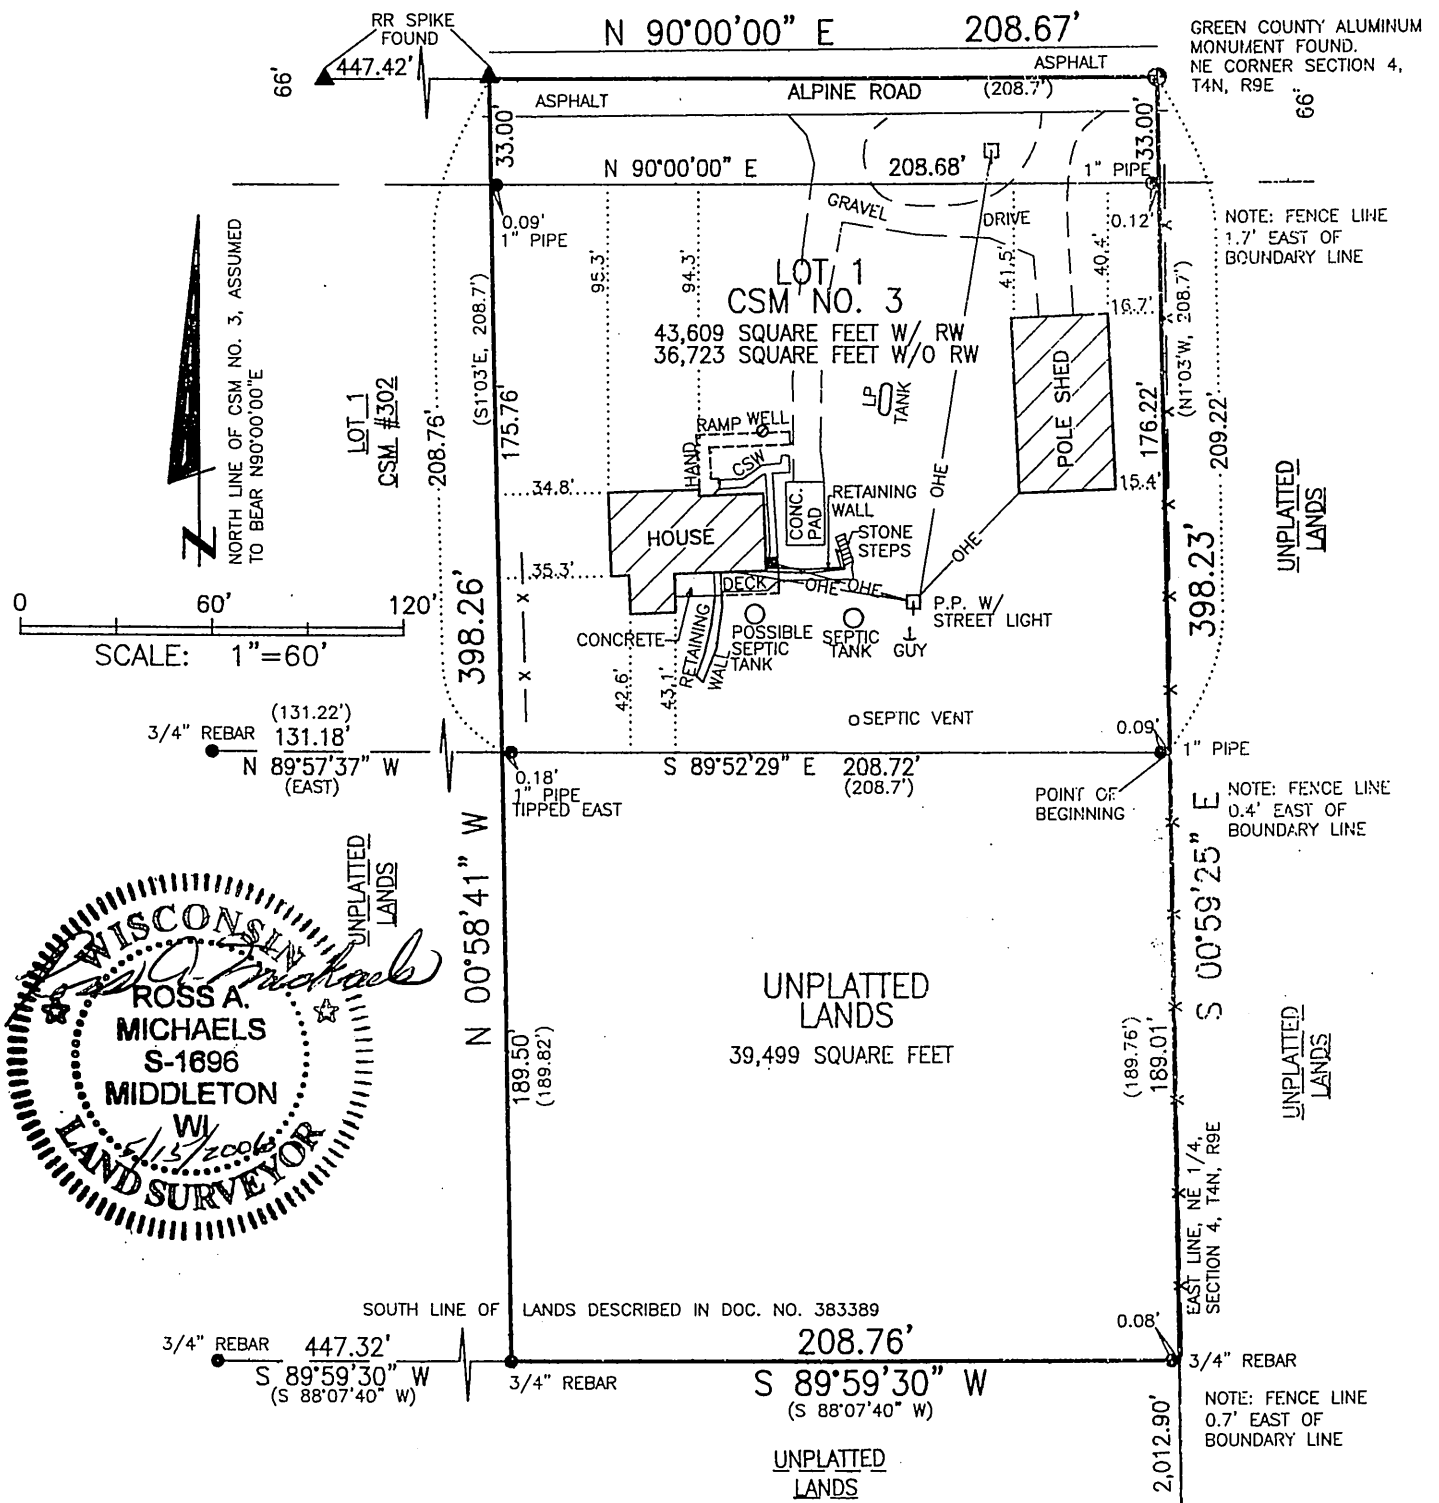 RR SPIKE
FOUND
N 90°00'00" E 208.67'
GREEN COUNTY ALUMINUM
MONUMENT FOUND.
NE CORNER SECTION 4,
T4N, R9E
66'
447.42'
ASPHALT
ASPHALT
ALPINE ROAD
(208.7')
66'
33.00'
33.00'
N 90°00'00" E 208.68'
1" PIPE
0.09'
1" PIPE
0.12'
NOTE: FENCE LINE
1.7' EAST OF
BOUNDARY LINE
GRAVEL
DRIVE
NORTH LINE OF CSM NO. 3, ASSUMED
TO BEAR N90°00'00"E
N
95.3'
94.3'
41.5'
40.4'
LOT 1
CSM NO. 3
43,609 SQUARE FEET W/ RW
36,723 SQUARE FEET W/O RW
16.7'
(S1°03'E, 208.7')
175.76'
208.76'
LOT 1
CSM #302
(N1°03'W, 208.7')
176.22'
209.22'
POLE SHED
LP
TANK
RAMP WELL
HAND
CSW
CONC.
PAD
OHE
15.4'
34.8'
RETAINING
WALL
UNPLATTED
LANDS
HOUSE
STONE
STEPS
OHE
35.3'
DECK
OHE
OHE
398.26'
398.23'
0 60' 120'
SCALE: 1"=60'
P.P. W/
STREET LIGHT
CONCRETE
RETAINING
WALL
POSSIBLE
SEPTIC
TANK
SEPTIC
TANK
GUY
42.6'
43.1'
SEPTIC VENT
(131.22')
3/4" REBAR 131.18'
N 89°57'37" W
(EAST)
0.09'
1" PIPE
0.18'
1" PIPE
TIPPED EAST
S 89°52'29" E 208.72'
(208.7')
POINT OF
BEGINNING
NOTE: FENCE LINE
0.4' EAST OF
BOUNDARY LINE
N 00°58'41" W
S 00°59'25" E
UNPLATTED
LANDS
WISCONSIN
Ross A. Michaels
ROSS A.
MICHAELS
S-1696
MIDDLETON
WI
5/15/2006
LAND SURVEYOR
UNPLATTED
LANDS
39,499 SQUARE FEET
189.50'
(189.82')
(189.76')
189.01'
UNPLATTED
LANDS
EAST LINE, NE 1/4,
SECTION 4, T4N, R9E
SOUTH LINE OF LANDS DESCRIBED IN DOC. NO. 383389
0.08'
3/4" REBAR 447.32'
S 89°59'30" W
(S 88°07'40" W)
3/4" REBAR
208.76'
S 89°59'30" W
(S 88°07'40" W)
3/4" REBAR
NOTE: FENCE LINE
0.7' EAST OF
BOUNDARY LINE
2,012.90'
UNPLATTED
LANDS